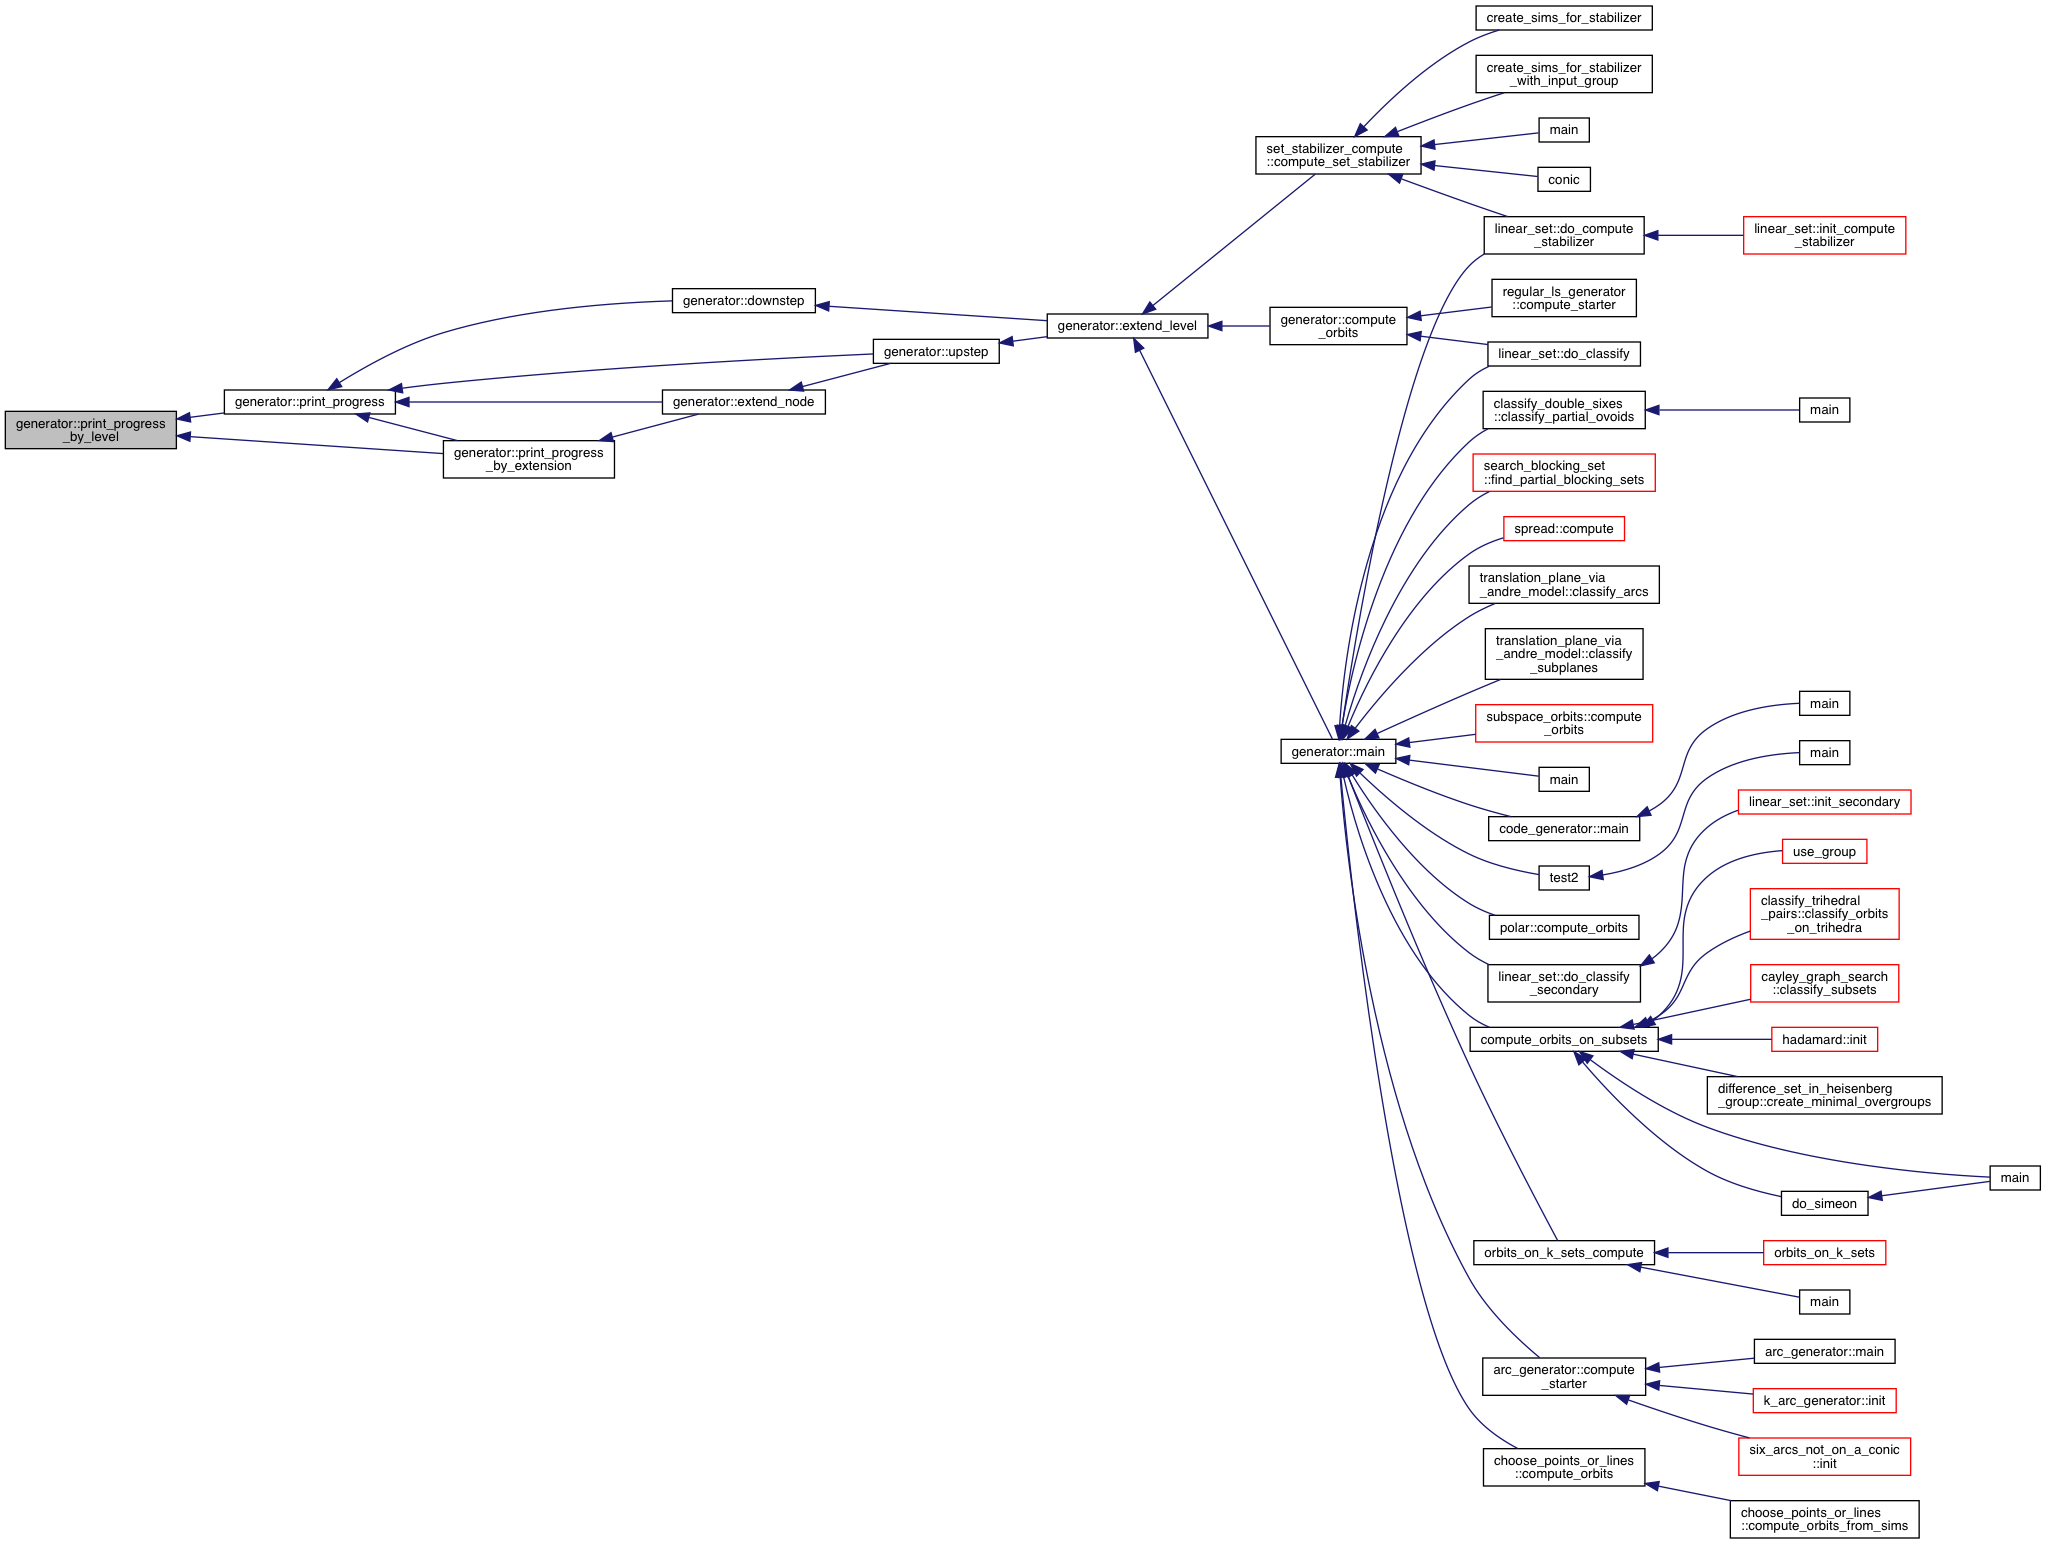 generator::print_progress
_by_level
generator::print_progress
generator::downstep
generator::upstep
generator::extend_node
generator::print_progress
_by_extension
generator::extend_level
set_stabilizer_compute
::compute_set_stabilizer
generator::compute
_orbits
generator::main
create_sims_for_stabilizer
create_sims_for_stabilizer
_with_input_group
main
conic
linear_set::do_compute
_stabilizer
linear_set::init_compute
_stabilizer
regular_ls_generator
::compute_starter
linear_set::do_classify
classify_double_sixes
::classify_partial_ovoids
main
search_blocking_set
::find_partial_blocking_sets
spread::compute
translation_plane_via
_andre_model::classify_arcs
translation_plane_via
_andre_model::classify
_subplanes
subspace_orbits::compute
_orbits
main
code_generator::main
main
test2
main
polar::compute_orbits
linear_set::do_classify
_secondary
linear_set::init_secondary
compute_orbits_on_subsets
use_group
classify_trihedral
_pairs::classify_orbits
_on_trihedra
cayley_graph_search
::classify_subsets
hadamard::init
difference_set_in_heisenberg
_group::create_minimal_overgroups
main
do_simeon
orbits_on_k_sets_compute
orbits_on_k_sets
main
arc_generator::compute
_starter
arc_generator::main
k_arc_generator::init
six_arcs_not_on_a_conic
::init
choose_points_or_lines
::compute_orbits
choose_points_or_lines
::compute_orbits_from_sims